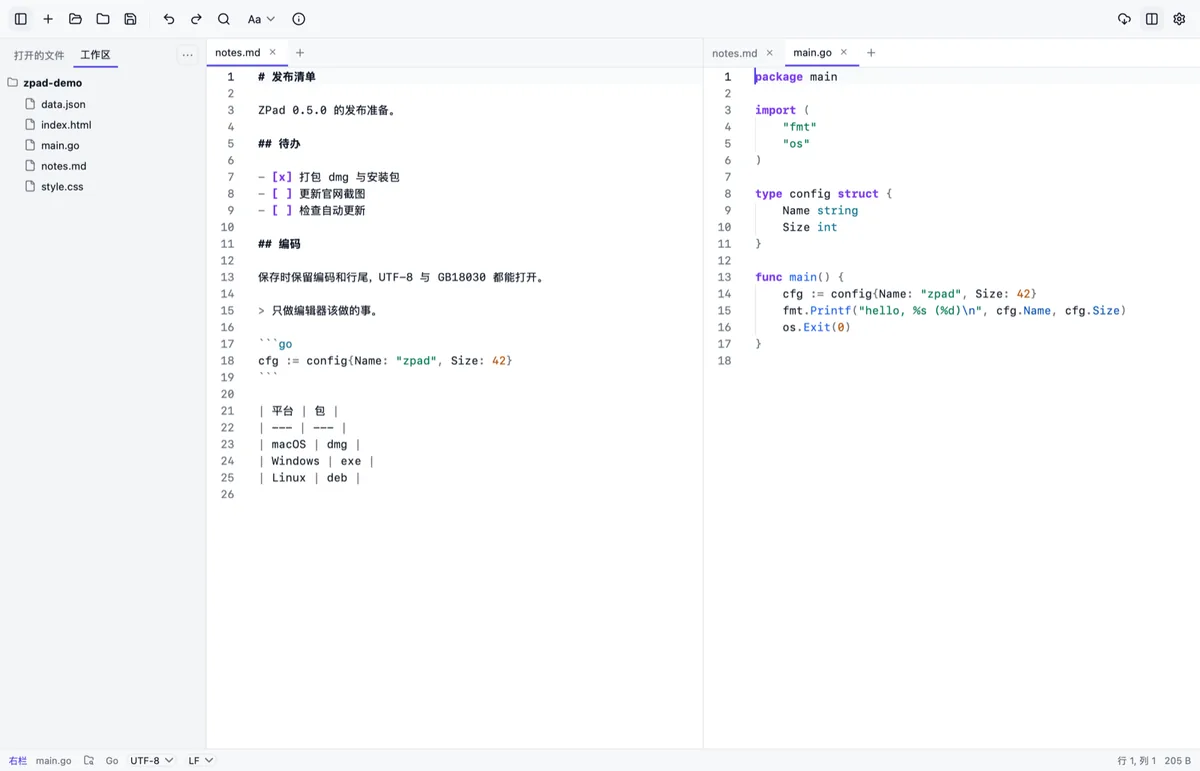 Aa
打开的文件 工作区 ...
zpad-demo
data.json
index.html
main.go
notes.md
style.css
notes.md × +
1 # 发布清单
2
3 ZPad 0.5.0 的发布准备。
4
5 ## 待办
6
7 - [x] 打包 dmg 与安装包
8 - [ ] 更新官网截图
9 - [ ] 检查自动更新
10
11 ## 编码
12
13 保存时保留编码和行尾，UTF-8 与 GB18030 都能打开。
14
15 > 只做编辑器该做的事。
16
17 ```go
18 cfg := config{Name: "zpad", Size: 42}
19 ```
20
21 | 平台 | 包 |
22 | --- | --- |
23 | macOS | dmg |
24 | Windows | exe |
25 | Linux | deb |
26
notes.md × main.go × +
1 package main
2
3 import (
4     "fmt"
5     "os"
6 )
7
8 type config struct {
9     Name string
10     Size int
11 }
12
13 func main() {
14     cfg := config{Name: "zpad", Size: 42}
15     fmt.Printf("hello, %s (%d)\n", cfg.Name, cfg.Size)
16     os.Exit(0)
17 }
18
右栏 main.go Go UTF-8 LF 行 1, 列 1 205 B